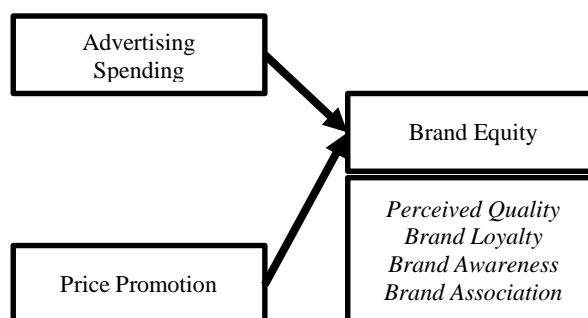 Advertising
Spending
Brand Equity
Perceived Quality
Brand Loyalty
Brand Awareness
Brand Association
Price Promotion